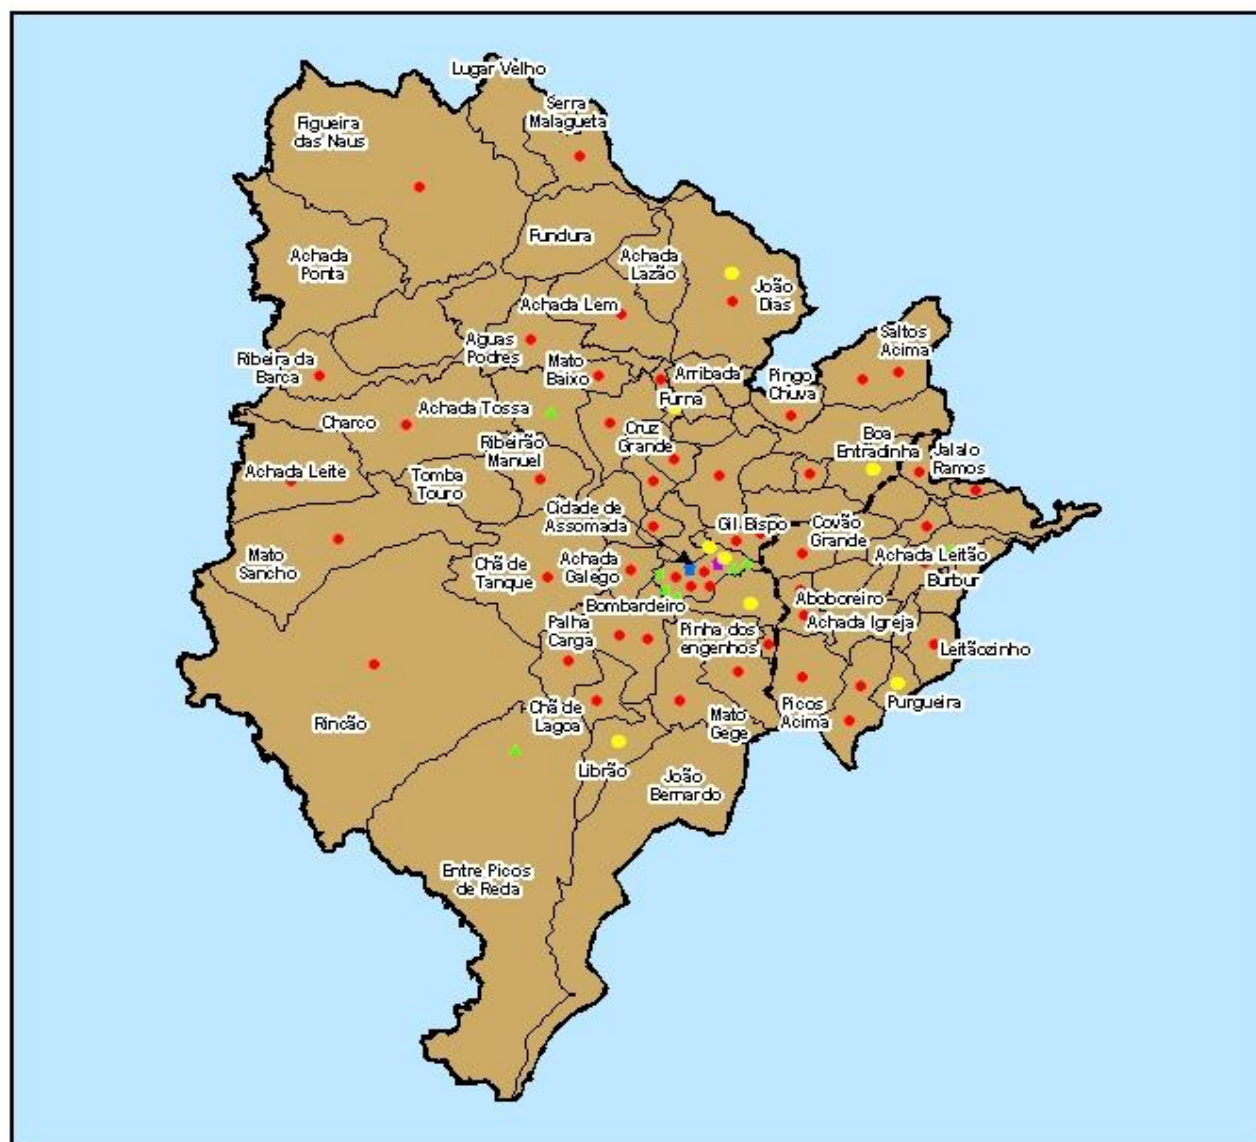 Lugar Velho
Serra
Malagueta
Figueira
das Naus
Fundura
Achada
Ponta
Achada
Lazão
João
Dias
Achada Lem
Saltos
Acima
Aguas
Podres
Ribeira da
Barca
Mato
Baixo
Arribada
Pingo
Chuva
Furna
Achada Tossa
Charco
Cruz
Grande
Boa
Entradinha
Ribeirão
Manuel
Jalalo
Ramos
Achada Leite
Tomba
Touro
Cidade de
Assomada
Gil Bispo
Covão
Grande
Mato
Sancho
Chã de
Tanque
Achada
Galego
Achada Leitão
Burbur
Aboboreiro
Bombardeiro
Achada Igreja
Palha
Carga
Pinha dos
engenhos
Leitãozinho
Chã de
Lagoa
Picos
Acima
Purgueira
Rincão
Mato
Gege
Librão
João
Bernardo
Entre Picos
de Reda